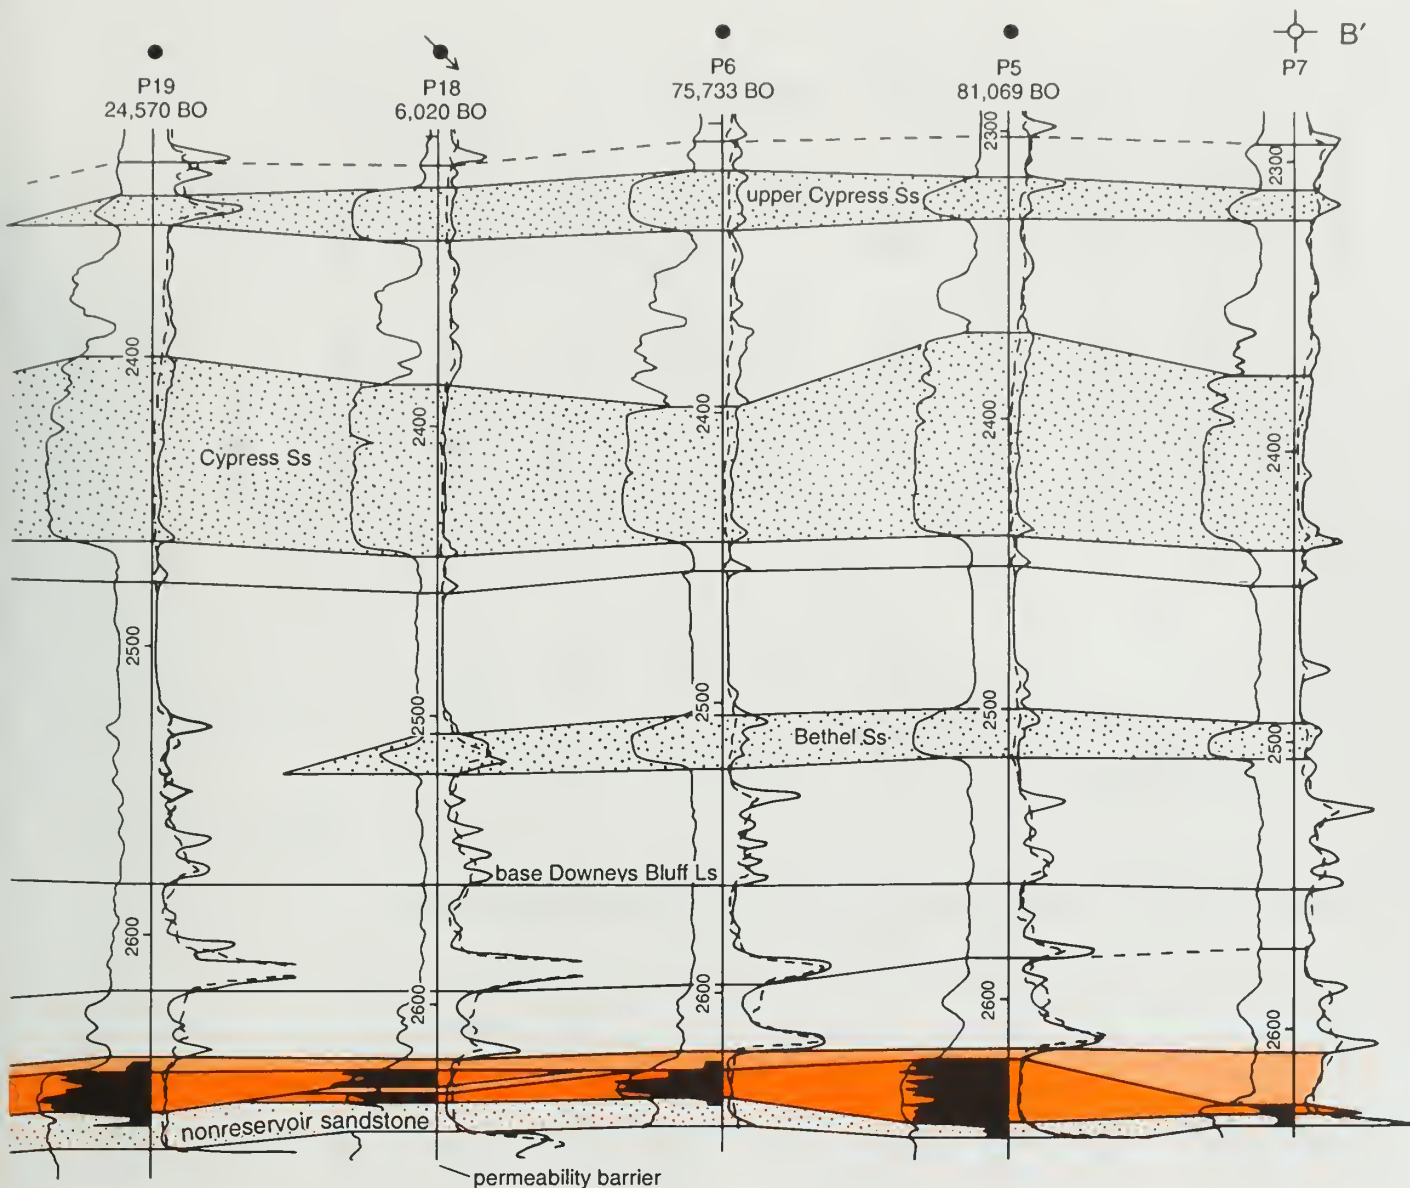 B′
P19
24,570 BO
P18
6,020 BO
P6
75,733 BO
P5
81,069 BO
P7
2300
2300
upper Cypress Ss
2400
2400
2400
2400
2400
Cypress Ss
2500
2500
2500
2500
2500
Bethel Ss
base Downeys Bluff Ls
2600
2600
2600
2600
2600
nonreservoir sandstone
permeability barrier